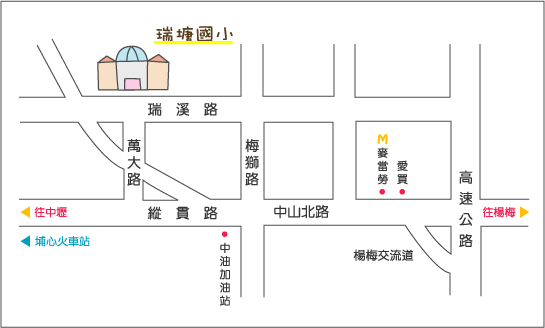 瑞塘國小
瑞溪路
萬大路
梅獅路
M
麥當勞
愛買
高速公路
往中壢
縱貫路
中山北路
往楊梅
埔心火車站
中油加油站
楊梅交流道